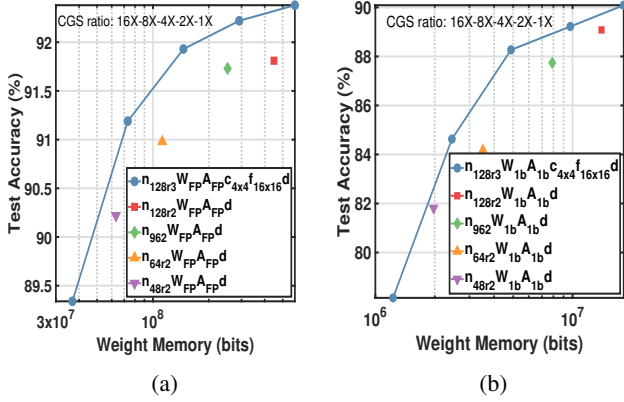 CGS ratio: 16X-8X-4X-2X-1X
Test Accuracy (%)
92
91.5
91
90.5
90
89.5
n128r3WFPAFPc4x4f16x16d
n128r2WFPAFPd
n962WFPAFPd
n64r2WFPAFPd
n48r2WFPAFPd
3x10^7
10^8
Weight Memory (bits)
(a)
CGS ratio: 16X-8X-4X-2X-1X
Test Accuracy (%)
90
88
86
84
82
80
n128r3W1bA1bc4x4f16x16d
n128r2W1bA1bd
n962W1bA1bd
n64r2W1bA1bd
n48r2W1bA1bd
10^6
10^7
Weight Memory (bits)
(b)